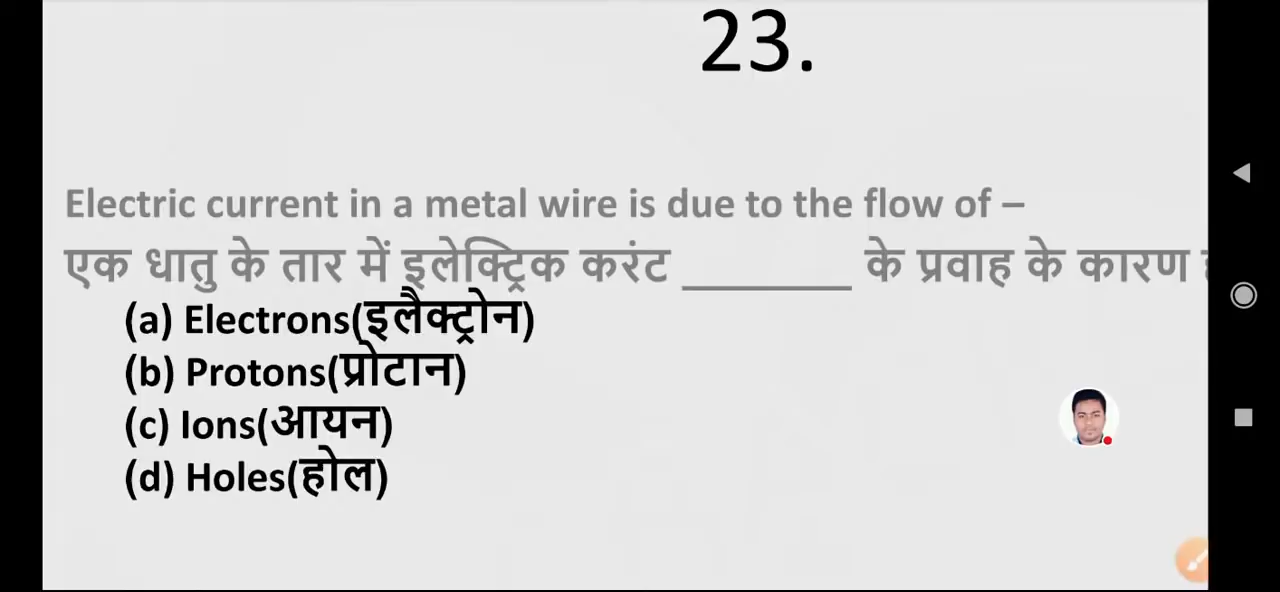 23.
Electric current in a metal wire is due to the flow of –
एक धातु के तार में इलेक्ट्रिक करंट ________ के प्रवाह के कारण
(a) Electrons(इलैक्ट्रोन)
(b) Protons(प्रोटान)
(c) Ions(आयन)
(d) Holes(होल)